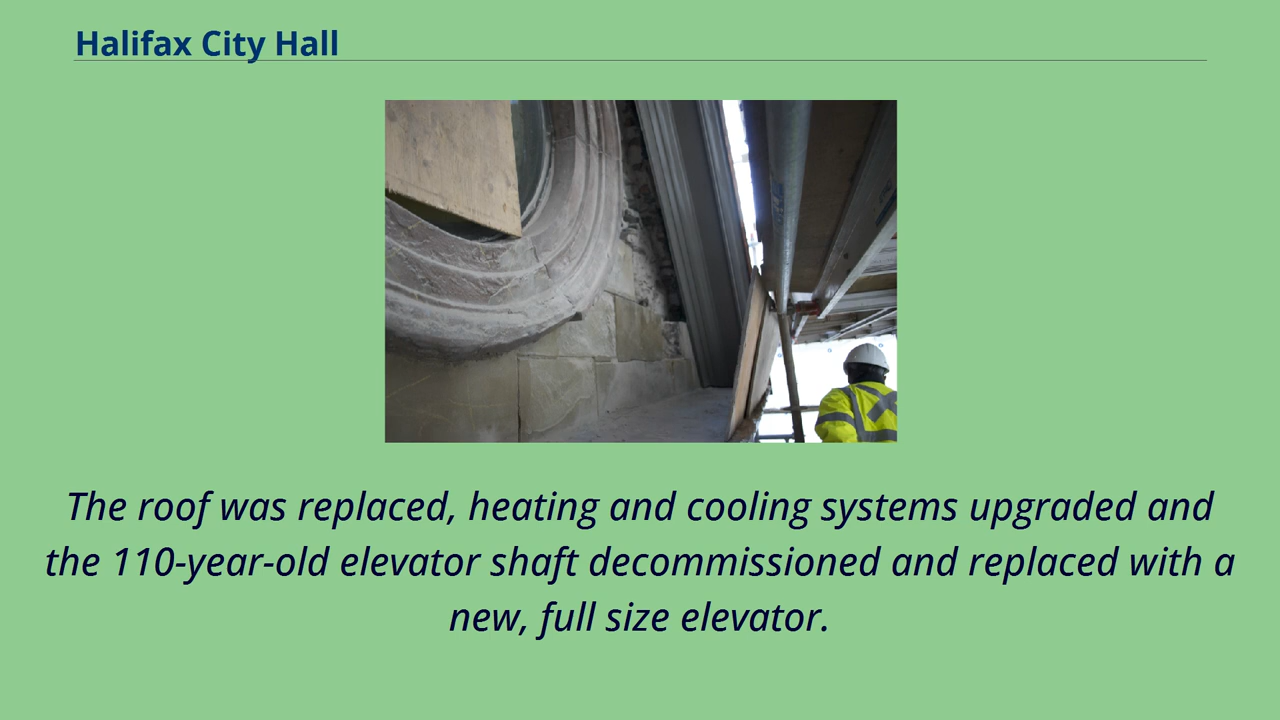 Halifax City Hall
The roof was replaced, heating and cooling systems upgraded and
the 110-year-old elevator shaft decommissioned and replaced with a
new, full size elevator.